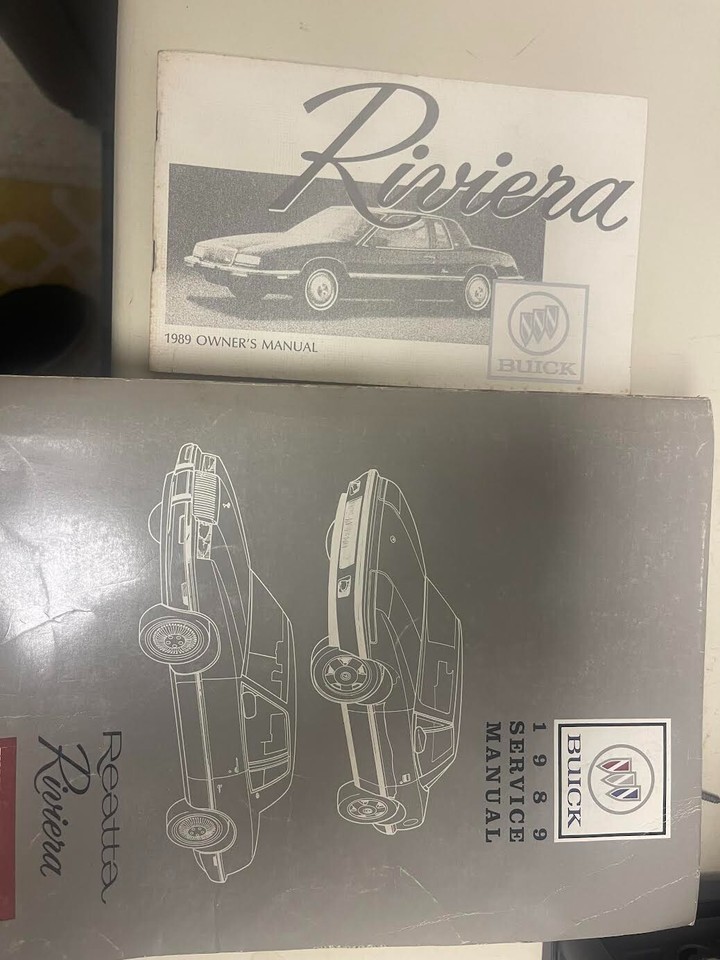 Riviera
1989 OWNER'S MANUAL
BUICK
BUICK
1989
SERVICE
MANUAL
Reatta
Riviera